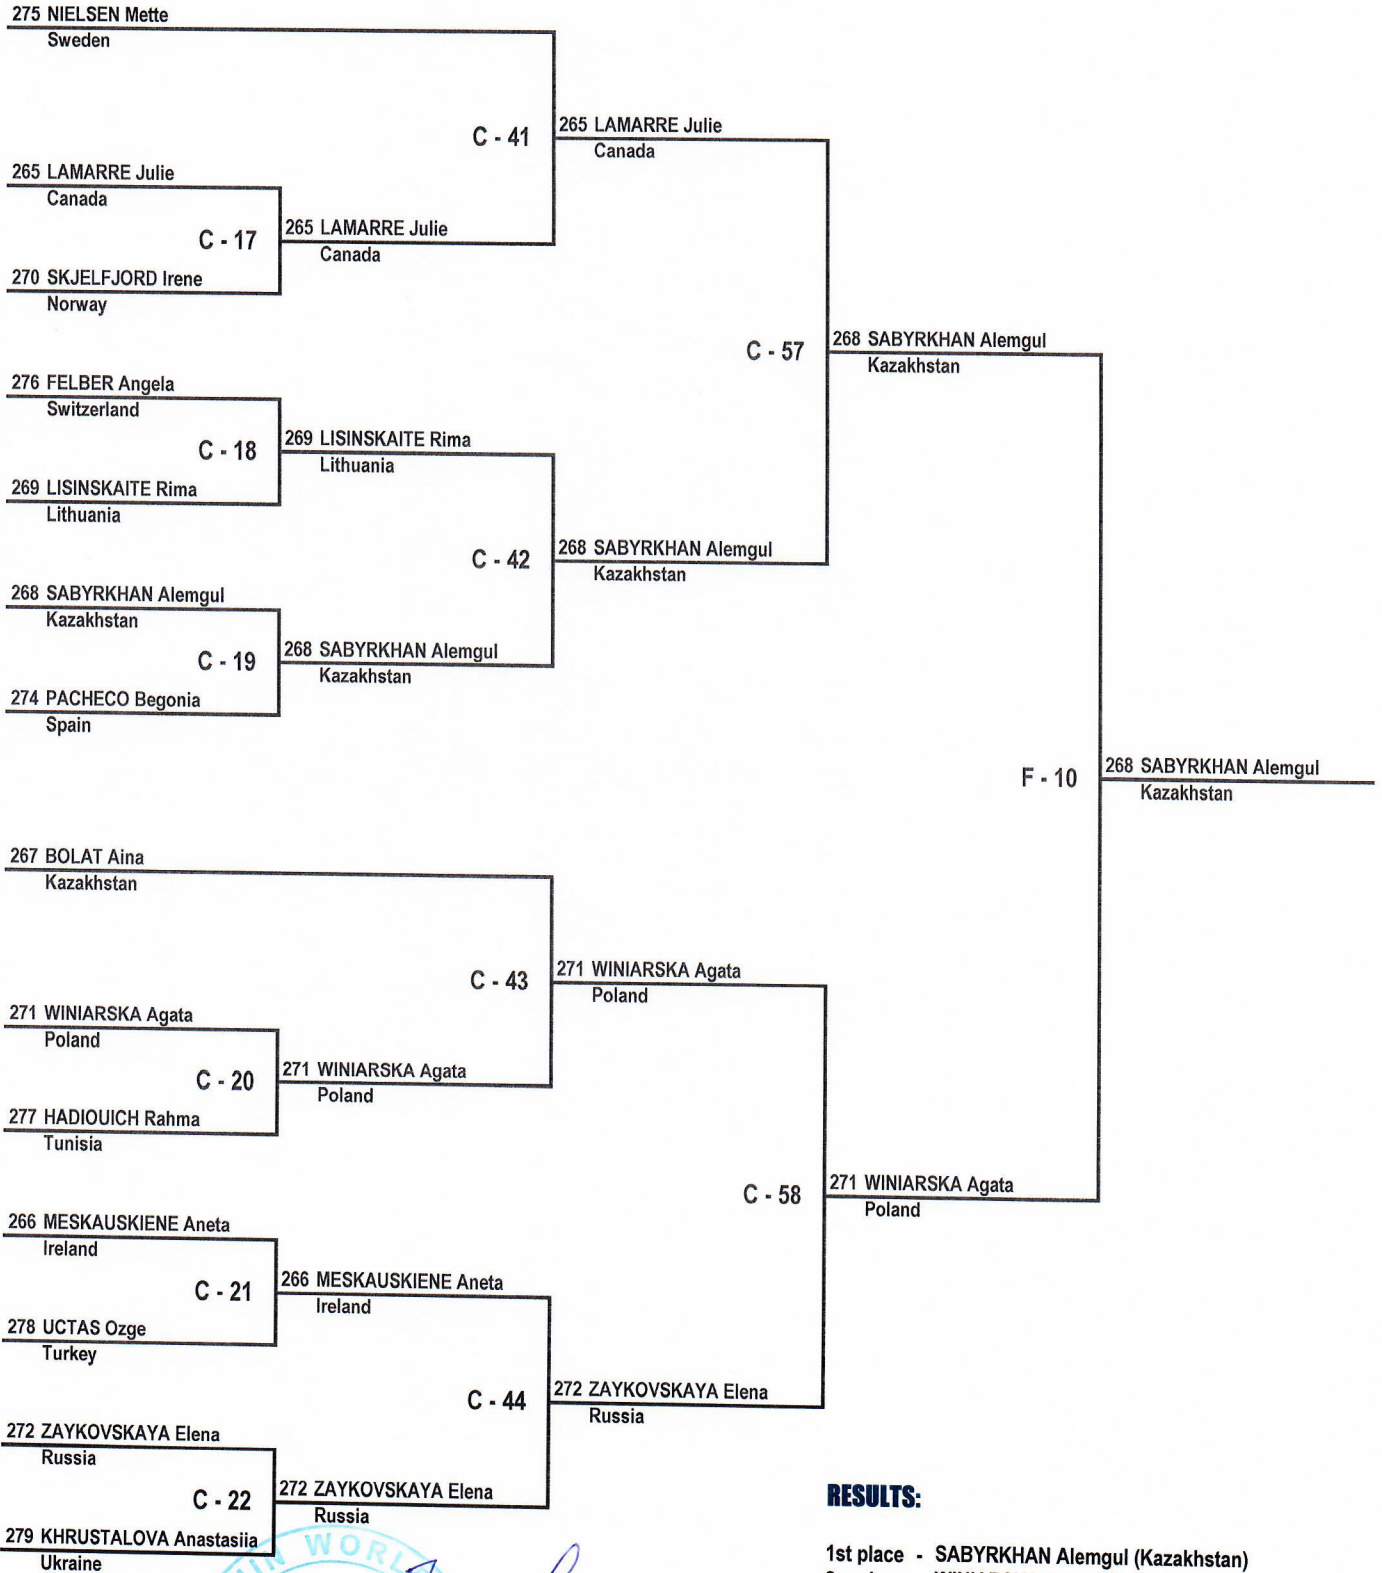 275 NIELSEN Mette
Sweden
C - 41
265 LAMARRE Julie
Canada
265 LAMARRE Julie
Canada
C - 17
265 LAMARRE Julie
Canada
270 SKJELFJORD Irene
Norway
C - 57
268 SABYRKHAN Alemgul
Kazakhstan
276 FELBER Angela
Switzerland
C - 18
269 LISINSKAITE Rima
Lithuania
269 LISINSKAITE Rima
Lithuania
C - 42
268 SABYRKHAN Alemgul
Kazakhstan
268 SABYRKHAN Alemgul
Kazakhstan
C - 19
268 SABYRKHAN Alemgul
Kazakhstan
274 PACHECO Begonia
Spain
F - 10
268 SABYRKHAN Alemgul
Kazakhstan
267 BOLAT Aina
Kazakhstan
C - 43
271 WINIARSKA Agata
Poland
271 WINIARSKA Agata
Poland
C - 20
271 WINIARSKA Agata
Poland
277 HADIOUICH Rahma
Tunisia
C - 58
271 WINIARSKA Agata
Poland
266 MESKAUSKIENE Aneta
Ireland
C - 21
266 MESKAUSKIENE Aneta
Ireland
278 UCTAS Ozge
Turkey
C - 44
272 ZAYKOVSKAYA Elena
Russia
272 ZAYKOVSKAYA Elena
Russia
C - 22
272 ZAYKOVSKAYA Elena
Russia
279 KHRUSTALOVA Anastasiia
Ukraine
RESULTS:
1st place - SABYRKHAN Alemgul (Kazakhstan)